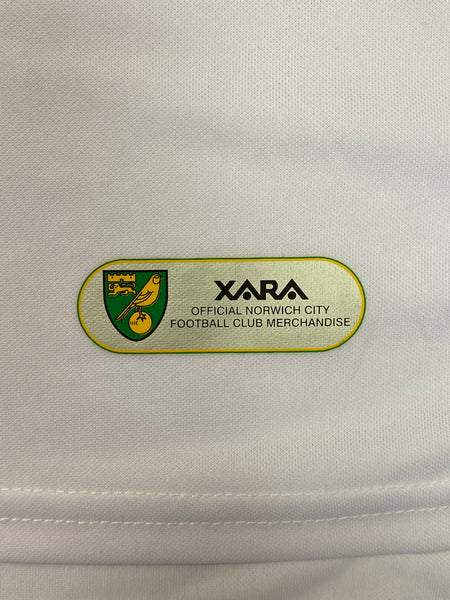 XARA
OFFICIAL NORWICH CITY
FOOTBALL CLUB MERCHANDISE